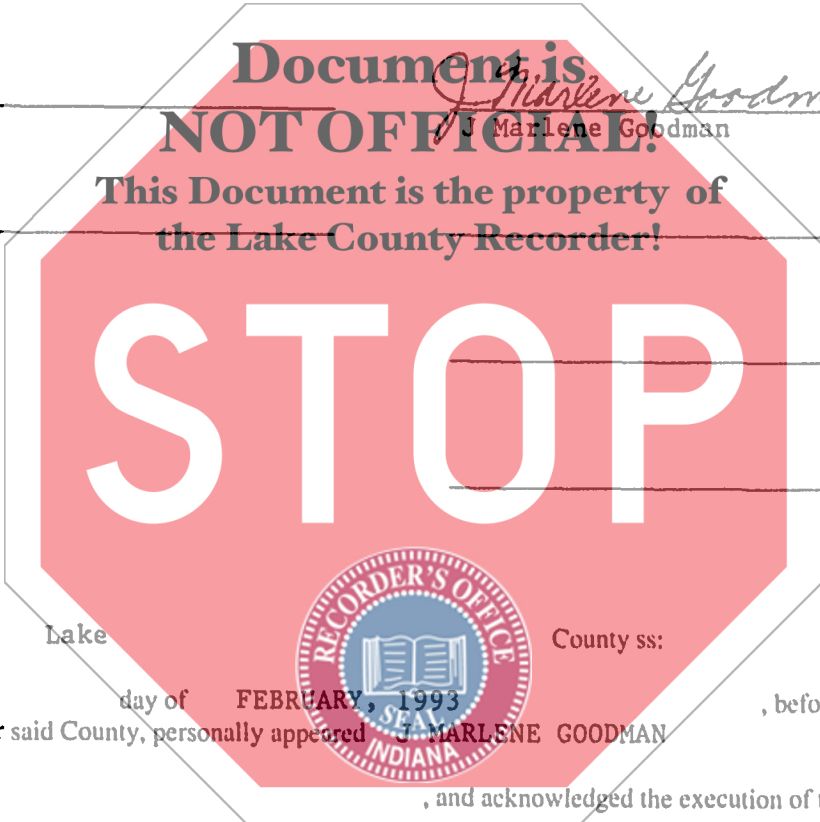 Document is
J Marlene Goodm
NOT OFFICIAL!
J Marlene Goodman
This Document is the property of
the Lake County Recorder!
STOP
RECORDER'S OFFICE
SEAL
INDIANA
Lake County ss:
day of FEBRUARY, 1993 , befo
said County, personally appeared J MARLENE GOODMAN
, and acknowledged the execution of t